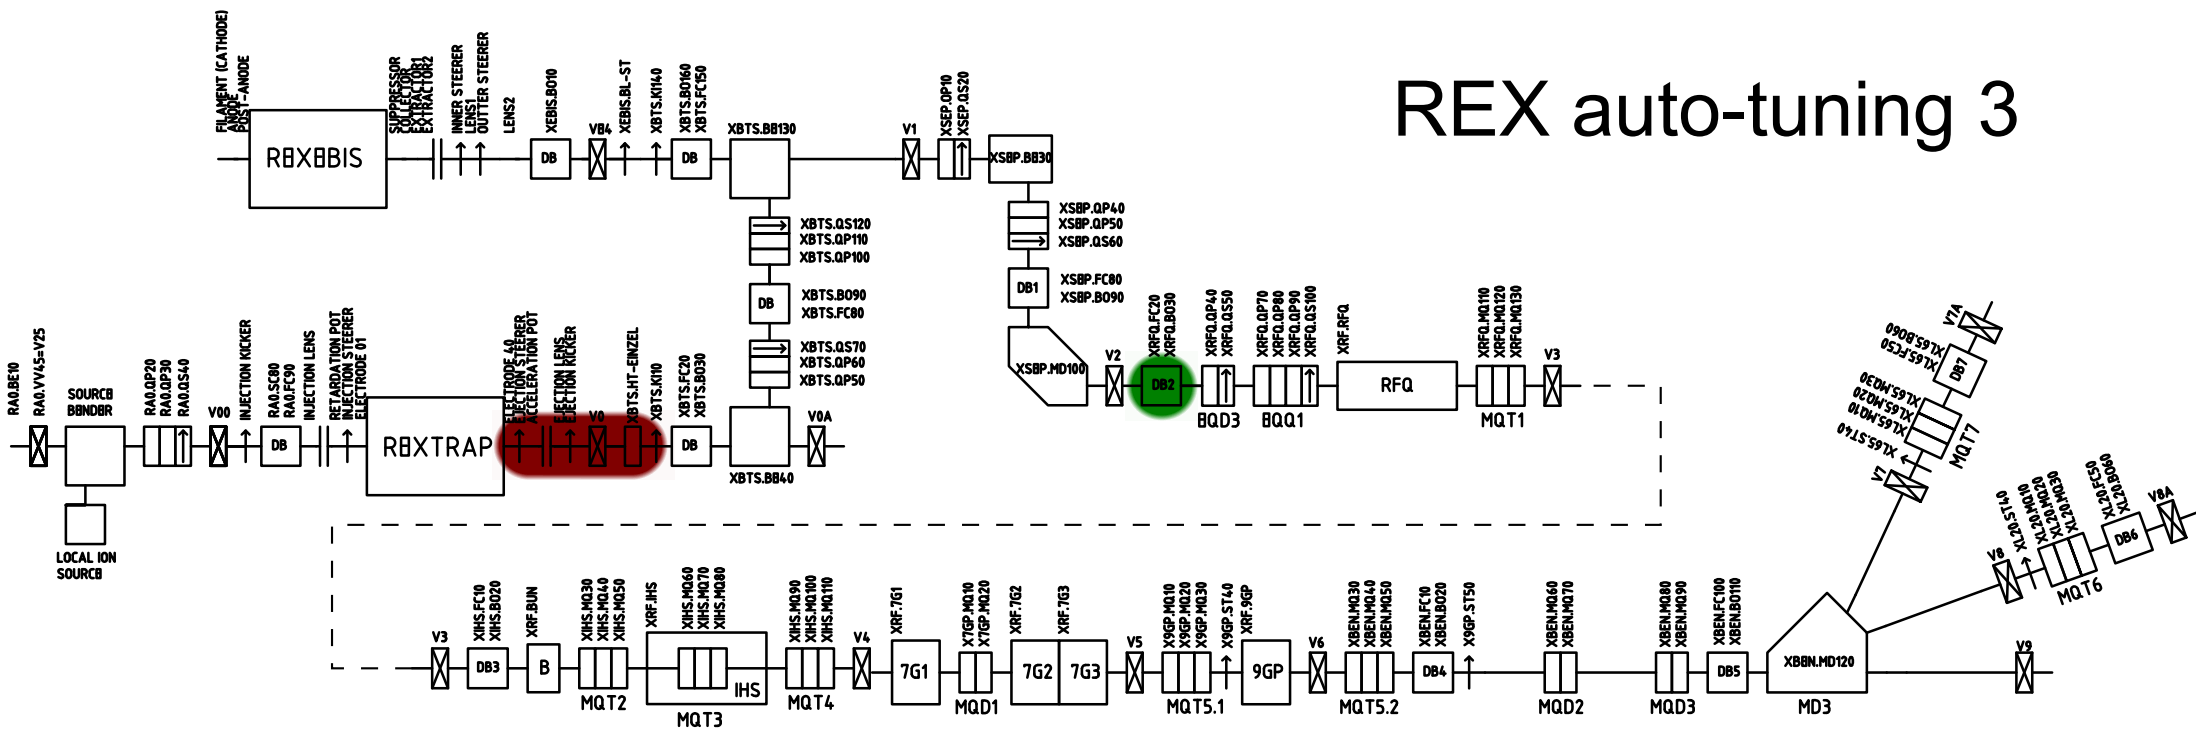 REX auto-tuning 3
FILAMENT (CATHODE)
ANODE
POST-ANODE
REXEBIS
SUPPRESSOR
COLLECTOR
EXTRACTOR1
EXTRACTOR2
INNER STEERER
LENS1
OUTTER STEERER
LENS2
XEBIS.BO10
DB
VB4
XEBIS.BL-ST
XBTS.KI140
XBTS.BO160
XBTS.FC150
DB
XBTS.BB130
V1
XSEP.QP10
XSEP.QS20
XSEP.BB30
XBTS.QS120
XBTS.QP110
XBTS.QP100
DB
XBTS.BO90
XBTS.FC80
XBTS.QS70
XBTS.QP60
XBTS.QP50
XSEP.QP40
XSEP.QP50
XSEP.QS60
DB1
XSEP.FC80
XSEP.BO90
XSEP.MD100
RA0.BE10
RA0.VV45=V25
SOURCE
BENDER
LOCAL ION
SOURCE
RA0.QP20
RA0.QP30
RA0.QS40
V00
INJECTION KICKER
RA0.SC80
RA0.FC90
DB
INJECTION LENS
RETARDATION POT
INJECTION STEERER
ELECTRODE 01
REXTRAP
ELECTRODE 40
EJECTION STEERER
ACCELERATION POT
EJECTION LENS
EJECTION KICKER
V0
XBTS.HT-EINZEL
XBTS.KI10
XBTS.FC20
XBTS.BO30
DB
XBTS.BB40
V0A
V2
XRFQ.FC20
XRFQ.BO30
DB2
XRFQ.QP40
XRFQ.QS50
EQD3
XRFQ.QP70
XRFQ.QP80
XRFQ.QP90
XRFQ.QS100
EQQ1
XRF.RFQ
RFQ
XRFQ.MQ110
XRFQ.MQ120
XRFQ.MQ130
MQT1
V3
V7A
XL65.BO60
XL65.FC50
DB7
XL65.MQ30
XL65.MQ20
XL65.MQ10
XL65.ST40
MQT7
V7
V8
XL20.ST40
XL20.MQ10
XL20.MQ20
XL20.MQ30
MQT6
XL20.FC50
XL20.BO60
DB6
V8A
V3
XIHS.FC10
XIHS.BO20
DB3
XRF.BUN
B
XIHS.MQ30
XIHS.MQ40
XIHS.MQ50
MQT2
XRF.IHS
XIHS.MQ60
XIHS.MQ70
XIHS.MQ80
IHS
MQT3
XIHS.MQ90
XIHS.MQ100
XIHS.MQ110
MQT4
V4
XRF.7G1
7G1
X7GP.MQ10
X7GP.MQ20
MQD1
XRF.7G2
7G2
XRF.7G3
7G3
V5
X9GP.MQ10
X9GP.MQ20
X9GP.MQ30
MQT5.1
X9GP.ST40
XRF.9GP
9GP
V6
XBEN.MQ30
XBEN.MQ40
XBEN.MQ50
MQT5.2
XBEN.FC10
XBEN.BO20
DB4
X9GP.ST50
XBEN.MQ60
XBEN.MQ70
MQD2
XBEN.MQ80
XBEN.MQ90
MQD3
XBEN.FC100
XBEN.BO110
DB5
XBEN.MD120
MD3
V9